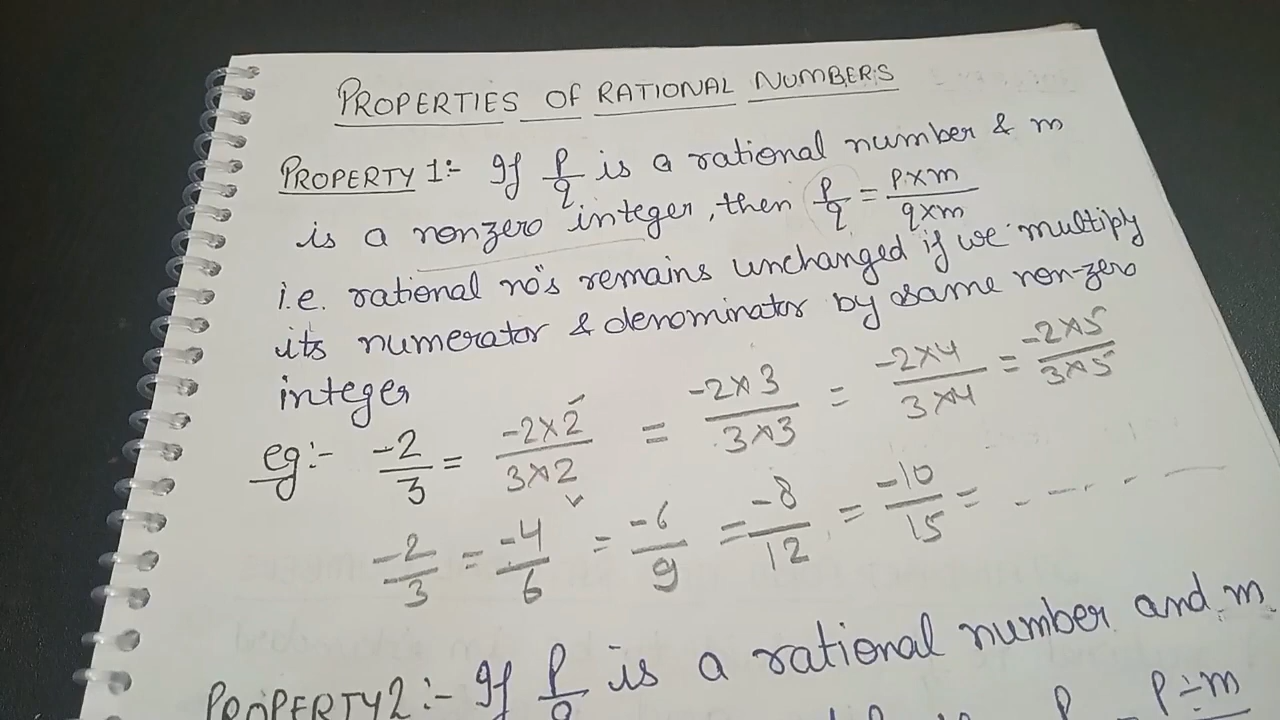 PROPERTIES OF RATIONAL NUMBERS
PROPERTY 1:- If p/q is a rational number & m
is a nonzero integer, then p/q = p×m/q×m
i.e. rational no's remains unchanged if we multiply
its numerator & denominator by same non-zero
integer
eg:- -2/3 = -2×2/3×2 = -2×3/3×3 = -2×4/3×4 = -2×5/3×5
-2/3 = -4/6 = -6/9 = -8/12 = -10/15 = - - - - -
PROPERTY 2:- If p/q is a rational number and m
p÷m